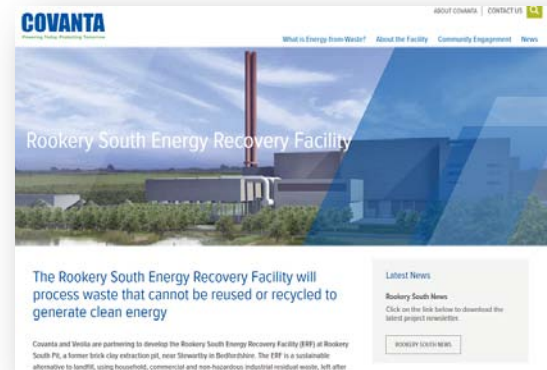 ABOUT COVANTA | CONTACT US
COVANTA
Powering Today. Protecting Tomorrow.
What is Energy-from-Waste? About the Facility Community Engagement News
Rookery South Energy Recovery Facility
The Rookery South Energy Recovery Facility will
process waste that cannot be reused or recycled to
generate clean energy
Covanta and Veolia are partnering to develop the Rookery South Energy Recovery Facility (ERF) at Rookery
South Pit, a former brick clay extraction pit, near Stewartby in Bedfordshire. The ERF is a sustainable
alternative to landfill, using household, commercial and non-hazardous industrial residual waste, left after
Latest News
Rookery South News
Click on the link below to download the
latest project newsletter.
ROOKERY SOUTH NEWS